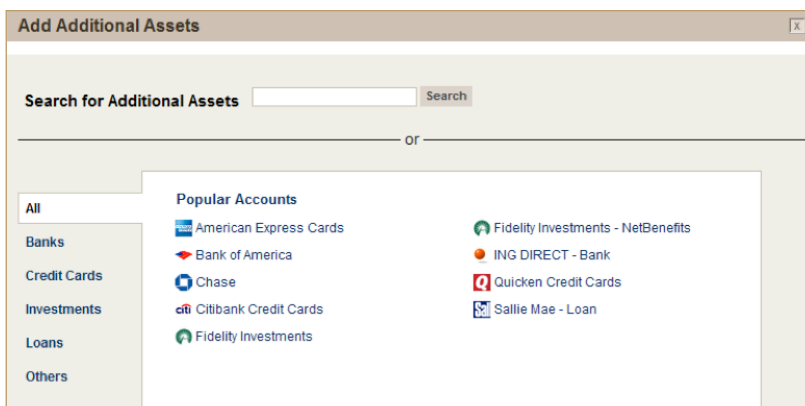 Add Additional Assets
x
Search for Additional Assets
Search
or
All
Banks
Credit Cards
Investments
Loans
Others
Popular Accounts
American Express Cards
Bank of America
Chase
citi Citibank Credit Cards
Fidelity Investments
Fidelity Investments - NetBenefits
ING DIRECT - Bank
Q Quicken Credit Cards
Sallie Mae - Loan